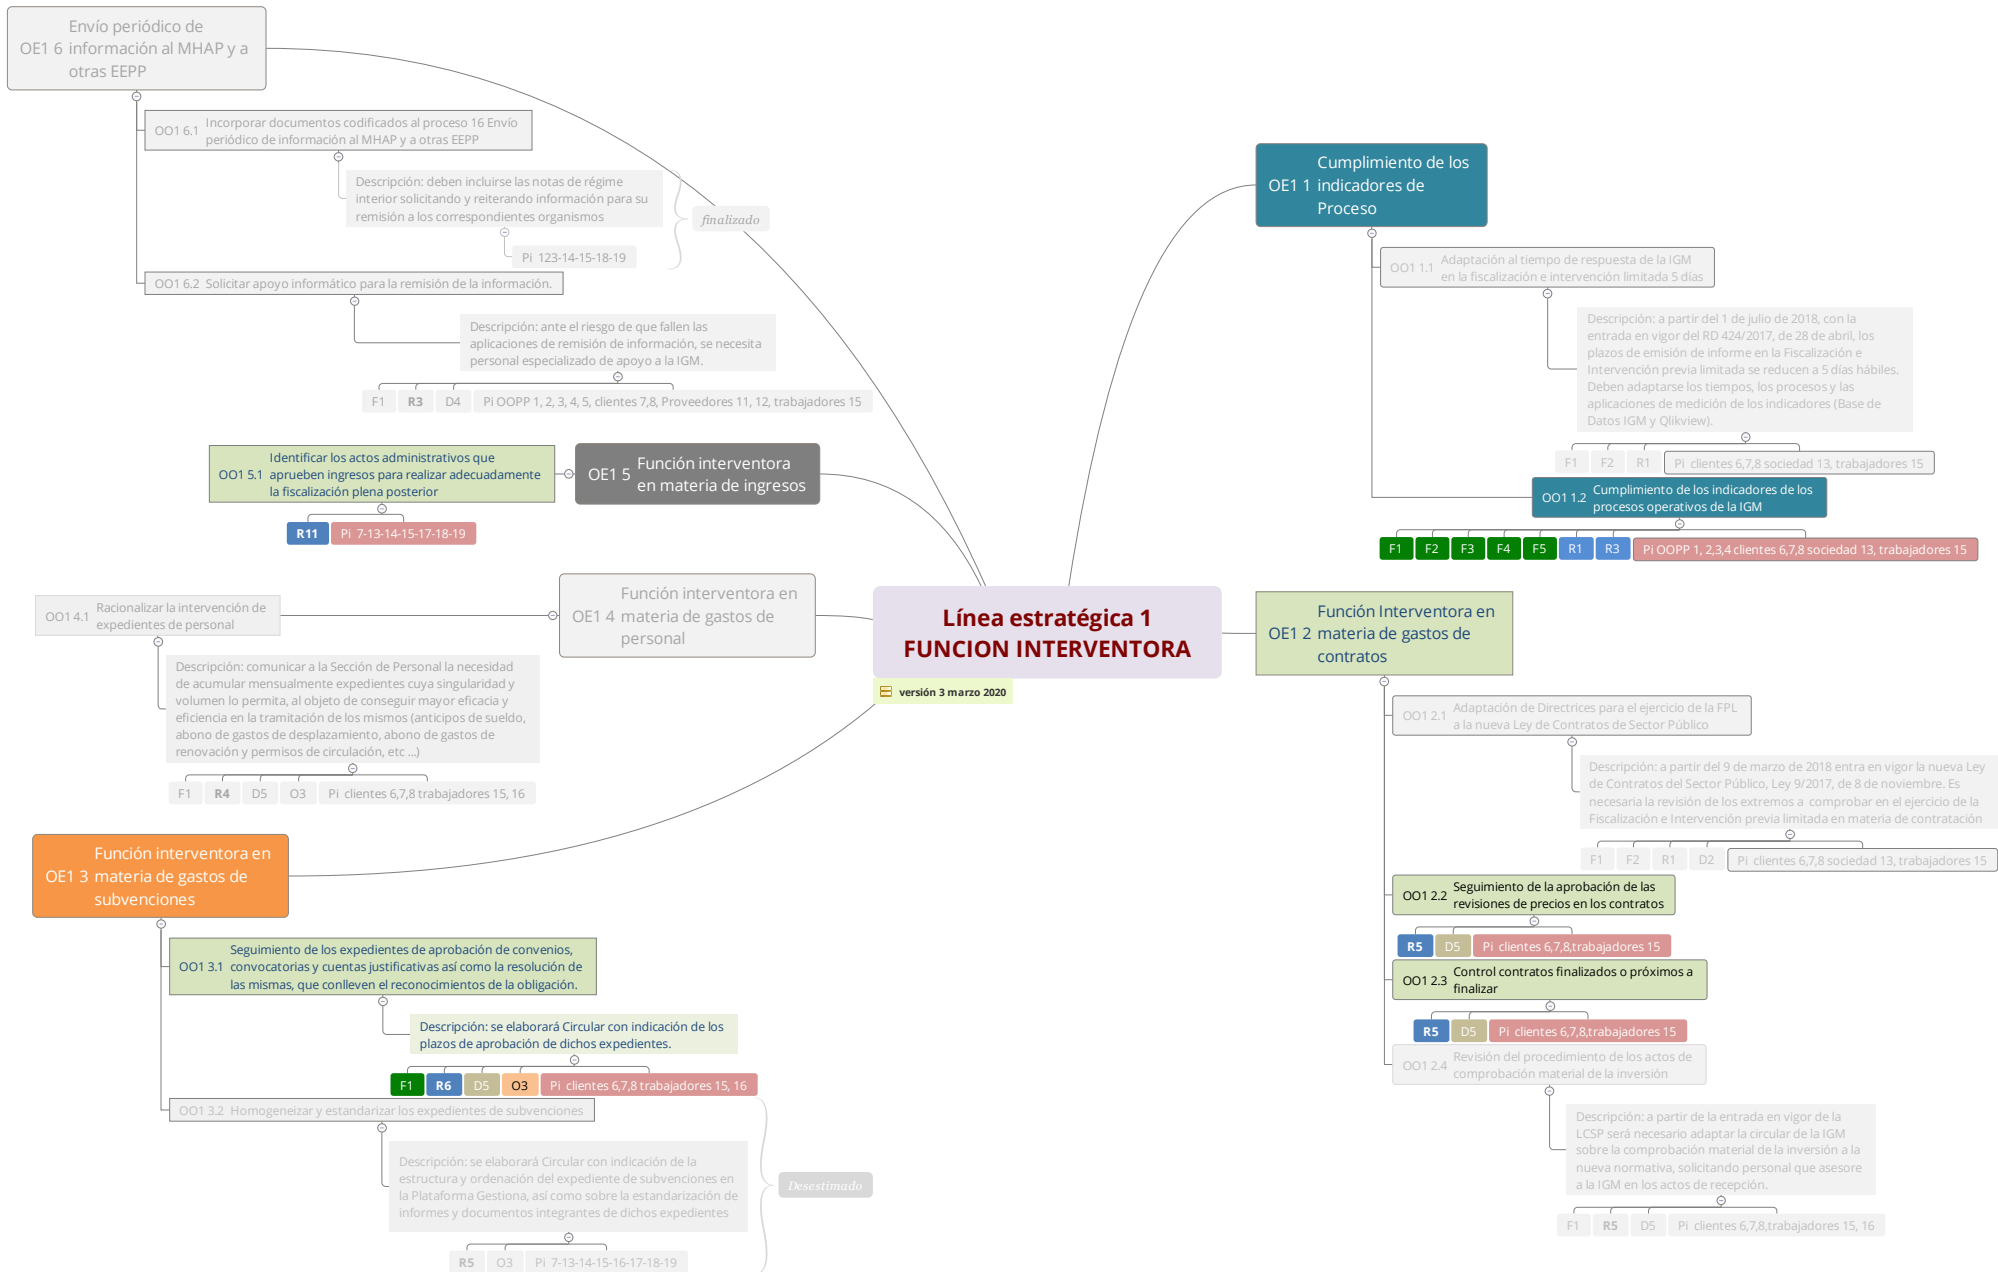 Línea estratégica 1
FUNCION INTERVENTORA
versión 3 marzo 2020
OE1 1 Cumplimiento de los
indicadores de
Proceso
OO1 1.1 Adaptación al tiempo de respuesta de la IGM
en la fiscalización e intervención limitada 5 días
Descripción: a partir del 1 de julio de 2018, con la
entrada en vigor del RD 424/2017, de 28 de abril, los
plazos de emisión de informe en la Fiscalización e
Intervención previa limitada se reducen a 5 días hábiles.
Deben adaptarse los tiempos, los procesos y las
aplicaciones de medición de los indicadores (Base de
Datos IGM y Qlikview).
F1 F2 R1 Pi clientes 6,7,8 sociedad 13, trabajadores 15
OO1 1.2 Cumplimiento de los indicadores de los
procesos operativos de la IGM
F1 F2 F3 F4 F5 R1 R3 Pi OOPP 1, 2,3,4 clientes 6,7,8 sociedad 13, trabajadores 15
OE1 2 Función Interventora en
materia de gastos de
contratos
OO1 2.1 Adaptación de Directrices para el ejercicio de la FPL
a la nueva Ley de Contratos de Sector Público
Descripción: a partir del 9 de marzo de 2018 entra en vigor la nueva Ley
de Contratos del Sector Público, Ley 9/2017, de 8 de noviembre. Es
necesaria la revisión de los extremos a comprobar en el ejercicio de la
Fiscalización e Intervención previa limitada en materia de contratación
F1 F2 R1 D2 Pi clientes 6,7,8 sociedad 13, trabajadores 15
OO1 2.2 Seguimiento de la aprobación de las
revisiones de precios en los contratos
R5 D5 Pi clientes 6,7,8,trabajadores 15
OO1 2.3 Control contratos finalizados o próximos a
finalizar
R5 D5 Pi clientes 6,7,8,trabajadores 15
OO1 2.4 Revisión del procedimiento de los actos de
comprobación material de la inversión
Descripción: a partir de la entrada en vigor de la
LCSP será necesario adaptar la circular de la IGM
sobre la comprobación material de la inversión a la
nueva normativa, solicitando personal que asesore
a la IGM en los actos de recepción.
F1 R5 D5 Pi clientes 6,7,8,trabajadores 15, 16
OE1 3 Función interventora en
materia de gastos de
subvenciones
OO1 3.1 Seguimiento de los expedientes de aprobación de convenios,
convocatorias y cuentas justificativas así como la resolución de
las mismas, que conlleven el reconocimientos de la obligación.
Descripción: se elaborará Circular con indicación de los
plazos de aprobación de dichos expedientes.
F1 R6 D5 O3 Pi clientes 6,7,8 trabajadores 15, 16
OO1 3.2 Homogeneizar y estandarizar los expedientes de subvenciones
Descripción: se elaborará Circular con indicación de la
estructura y ordenación del expediente de subvenciones en
la Plataforma Gestiona, así como sobre la estandarización de
informes y documentos integrantes de dichos expedientes
R5 O3 Pi 7-13-14-15-16-17-18-19
Desestimado
OE1 4 Función interventora en
materia de gastos de
personal
OO1 4.1 Racionalizar la intervención de
expedientes de personal
Descripción: comunicar a la Sección de Personal la necesidad
de acumular mensualmente expedientes cuya singularidad y
volumen lo permita, al objeto de conseguir mayor eficacia y
eficiencia en la tramitación de los mismos (anticipos de sueldo,
abono de gastos de desplazamiento, abono de gastos de
renovación y permisos de circulación, etc ...)
F1 R4 D5 O3 Pi clientes 6,7,8 trabajadores 15, 16
OE1 5 Función interventora
en materia de ingresos
OO1 5.1 Identificar los actos administrativos que
aprueben ingresos para realizar adecuadamente
la fiscalización plena posterior
R11 Pi 7-13-14-15-17-18-19
OE1 6 Envío periódico de
información al MHAP y a
otras EEPP
OO1 6.1 Incorporar documentos codificados al proceso 16 Envío
periódico de información al MHAP y a otras EEPP
Descripción: deben incluirse las notas de régime
interior solicitando y reiterando información para su
remisión a los correspondientes organismos
Pi 123-14-15-18-19
finalizado
OO1 6.2 Solicitar apoyo informático para la remisión de la información.
Descripción: ante el riesgo de que fallen las
aplicaciones de remisión de información, se necesita
personal especializado de apoyo a la IGM.
F1 R3 D4 Pi OOPP 1, 2, 3, 4, 5, clientes 7,8, Proveedores 11, 12, trabajadores 15